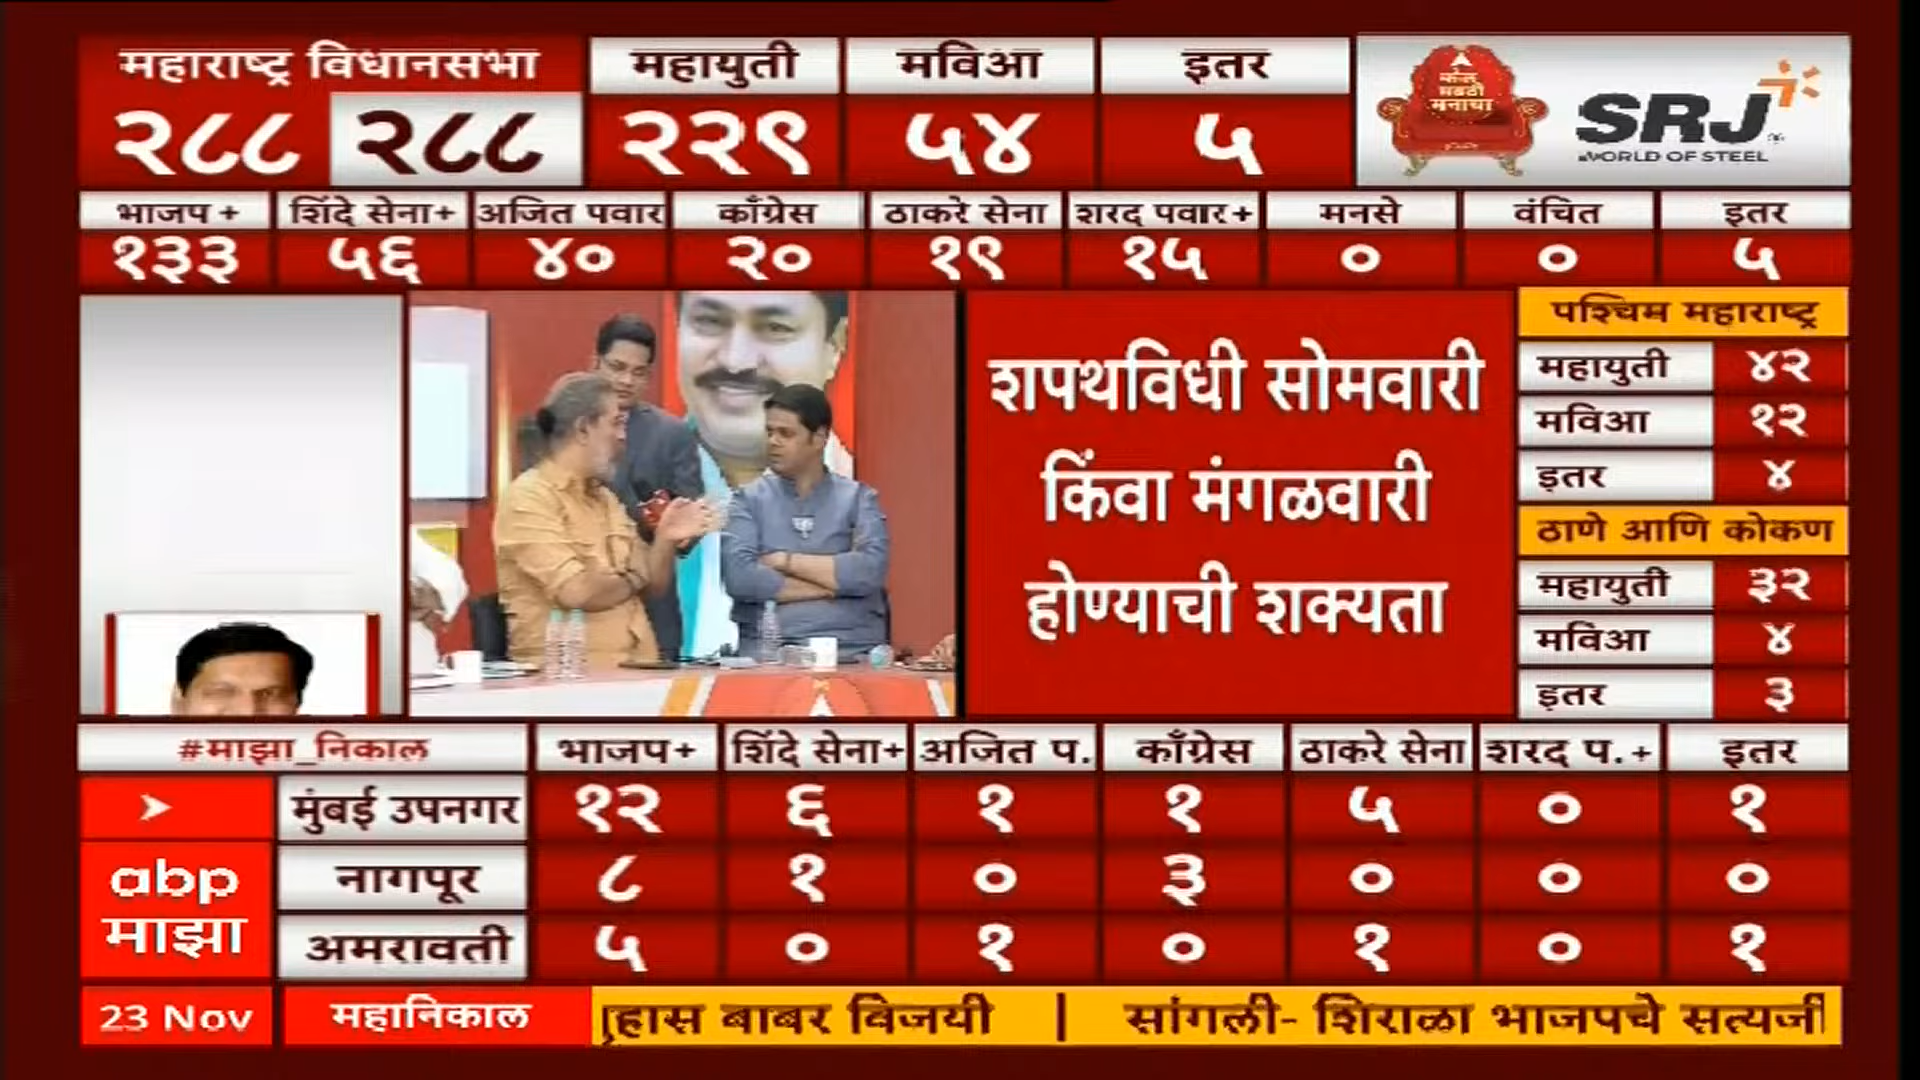 महाराष्ट्र विधानसभा
२८८ २८८
महायुती
२२९
मविआ
५४
इतर
५
SRJ
WORLD OF STEEL
भाजप + शिंदे सेना+ अजित पवार काँग्रेस ठाकरे सेना शरद पवार+ मनसे वंचित इतर
१३३ ५६ ४० २० १९ १५ ० ० ५
शपथविधी सोमवारी
किंवा मंगळवारी
होण्याची शक्यता
पश्चिम महाराष्ट्र
महायुती ४२
मविआ १२
इतर ४
ठाणे आणि कोकण
महायुती ३२
मविआ ४
इतर ३
#माझा_निकाल भाजप+ शिंदे सेना+ अजित प. काँग्रेस ठाकरे सेना शरद प.+ इतर
मुंबई उपनगर १२ ६ १ १ ५ ० १
नागपूर ८ १ ० ३ ० ० ०
अमरावती ५ ० १ ० १ ० १
abp
माझा
23 Nov महानिकाल बाबर विजयी | सांगली- शिराळा भाजपचे